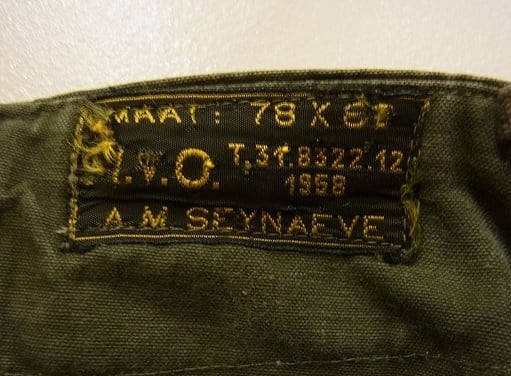 MAAT: 78 X
.V.O. T.31.8322.12
1958
A.M SEYNAEVE